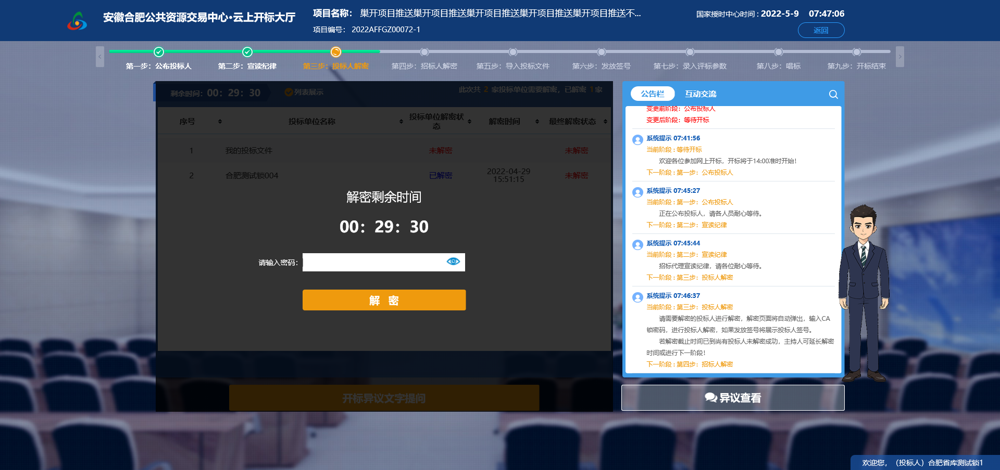 安徽合肥公共资源交易中心·云上开标大厅
项目名称： 巢开项目推送巢开项目推送巢开项目推送巢开项目推送巢开项目推送不...
项目编号： 2022AFFGZ00072-1
国家授时中心时间 : 2022-5-9 07:47:06
返回
第一步：公布投标人
第二步：宣读纪律
第三步：投标人解密
第四步：招标人解密
第五步：导入投标文件
第六步：发放签号
第七步：录入评标参数
第八步：唱标
第九步：开标结束
剩余时间：00：29：30
列表展示
此次共 2 家投标单位需要解密，已解密 1 家
序号 投标单位名称 投标单位解密状态 解密时间 最终解密状态
1 我的投标文件 未解密 未解密
2 合肥测试锁004 已解密 2022-04-29 15:51:15 未解密
解密剩余时间
00：29：30
请输入密码：
解 密
开标异议文字提问
公告栏 互动交流
变更前阶段：公布投标人
变更后阶段：等待开标
系统提示 07:41:56
当前阶段 : 等待开标
欢迎各位参加网上开标，开标将于14:00准时开始！
下一阶段 : 第一步：公布投标人
系统提示 07:45:27
当前阶段 : 第一步：公布投标人
正在公布投标人，请各人员耐心等待。
下一阶段 : 第二步：宣读纪律
系统提示 07:45:44
当前阶段 : 第二步：宣读纪律
招标代理宣读纪律，请各位耐心等待。
下一阶段 : 第三步：投标人解密
系统提示 07:46:37
当前阶段 : 第三步：投标人解密
请需要解密的投标人进行解密，解密页面将自动弹出，输入CA
锁密码，进行投标人解密，如果发放签号将展示投标人签号。
若解密截止时间已到尚有投标人未解密成功，主持人可延长解密
时间或进行下一阶段！
下一阶段 : 第四步：招标人解密
异议查看
欢迎您，（投标人）合肥省库测试锁1